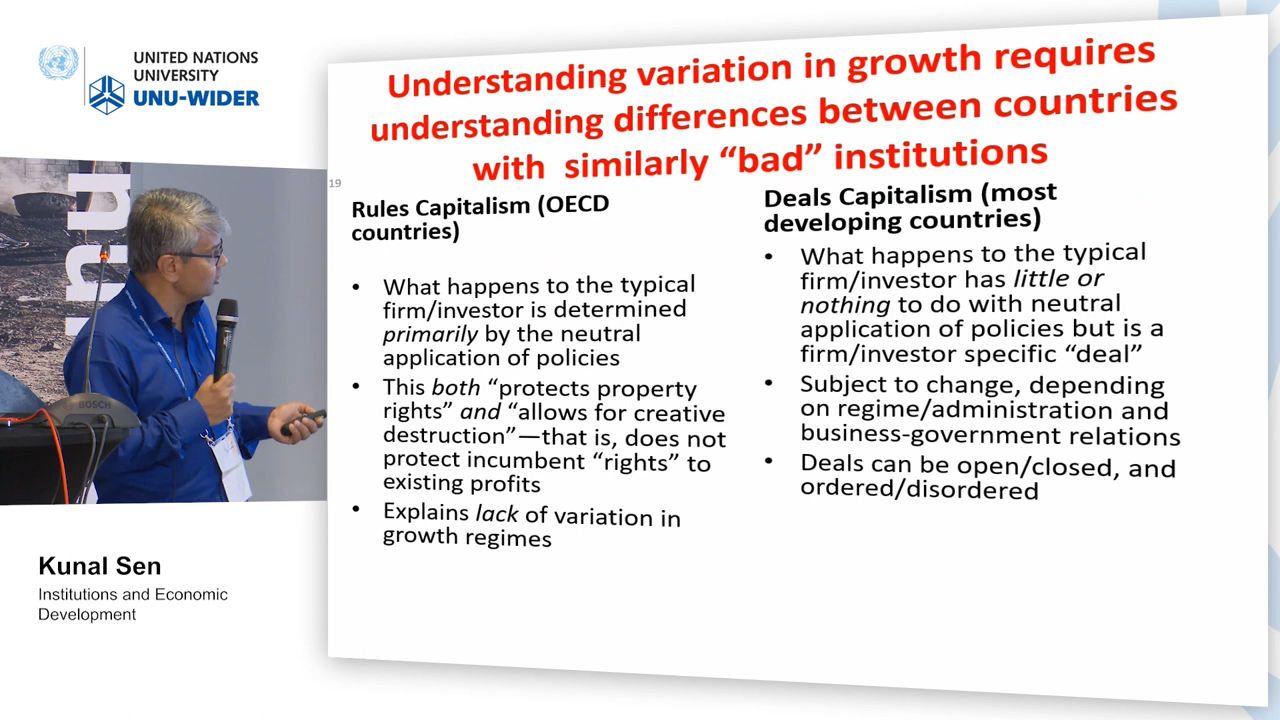 UNITED NATIONS
UNIVERSITY
UNU-WIDER
unu
BOSCH
Kunal Sen
Institutions and Economic
Development
Understanding variation in growth requires
understanding differences between countries
with similarly “bad” institutions
19
Rules Capitalism (OECD
countries)
• What happens to the typical
firm/investor is determined
primarily by the neutral
application of policies
• This both “protects property
rights” and “allows for creative
destruction”—that is, does not
protect incumbent “rights” to
existing profits
• Explains lack of variation in
growth regimes
Deals Capitalism (most
developing countries)
• What happens to the typical
firm/investor has little or
nothing to do with neutral
application of policies but is a
firm/investor specific “deal”
• Subject to change, depending
on regime/administration and
business-government relations
• Deals can be open/closed, and
ordered/disordered